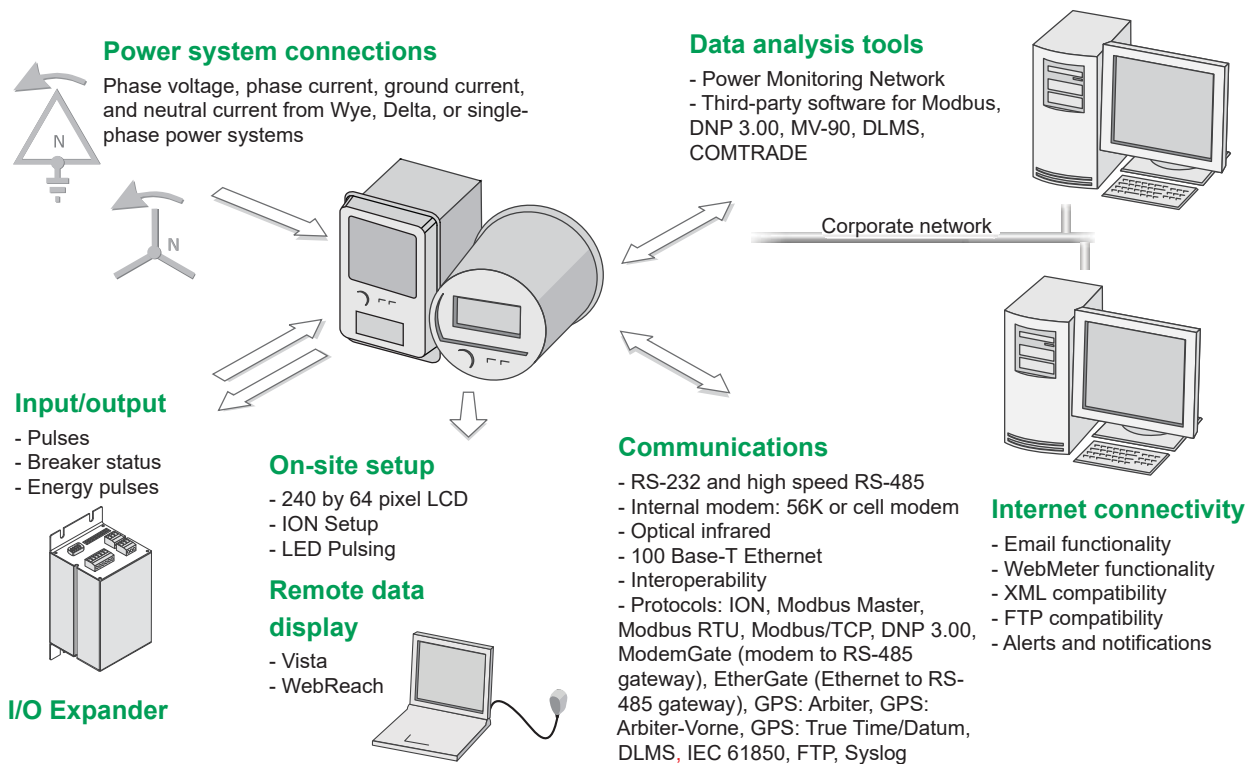 Power system connections
Phase voltage, phase current, ground current,
and neutral current from Wye, Delta, or single-
phase power systems
N
N
Data analysis tools
- Power Monitoring Network
- Third-party software for Modbus,
DNP 3.00, MV-90, DLMS,
COMTRADE
Corporate network
Input/output
- Pulses
- Breaker status
- Energy pulses
I/O Expander
On-site setup
- 240 by 64 pixel LCD
- ION Setup
- LED Pulsing
Remote data
display
- Vista
- WebReach
Communications
- RS-232 and high speed RS-485
- Internal modem: 56K or cell modem
- Optical infrared
- 100 Base-T Ethernet
- Interoperability
- Protocols: ION, Modbus Master,
Modbus RTU, Modbus/TCP, DNP 3.00,
ModemGate (modem to RS-485
gateway), EtherGate (Ethernet to RS-
485 gateway), GPS: Arbiter, GPS:
Arbiter-Vorne, GPS: True Time/Datum,
DLMS, IEC 61850, FTP, Syslog
Internet connectivity
- Email functionality
- WebMeter functionality
- XML compatibility
- FTP compatibility
- Alerts and notifications